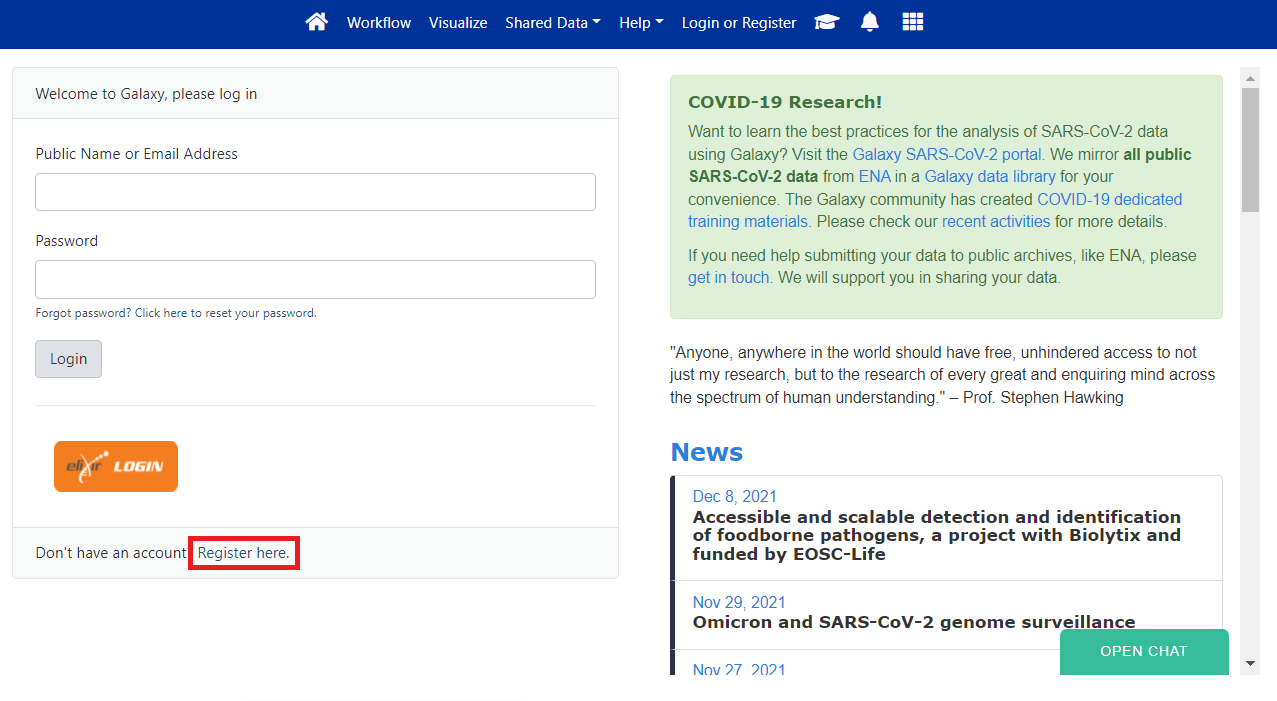 Workflow Visualize Shared Data Help Login or Register
Welcome to Galaxy, please log in
Public Name or Email Address
Password
Forgot password? Click here to reset your password.
Login
elixir LOGIN
Don't have an account Register here.
COVID-19 Research!
Want to learn the best practices for the analysis of SARS-CoV-2 data
using Galaxy? Visit the Galaxy SARS-CoV-2 portal. We mirror all public
SARS-CoV-2 data from ENA in a Galaxy data library for your
convenience. The Galaxy community has created COVID-19 dedicated
training materials. Please check our recent activities for more details.
If you need help submitting your data to public archives, like ENA, please
get in touch. We will support you in sharing your data.
"Anyone, anywhere in the world should have free, unhindered access to not
just my research, but to the research of every great and enquiring mind across
the spectrum of human understanding." – Prof. Stephen Hawking
News
Dec 8, 2021
Accessible and scalable detection and identification
of foodborne pathogens, a project with Biolytix and
funded by EOSC-Life
Nov 29, 2021
Omicron and SARS-CoV-2 genome surveillance
Nov 27, 2021
OPEN CHAT